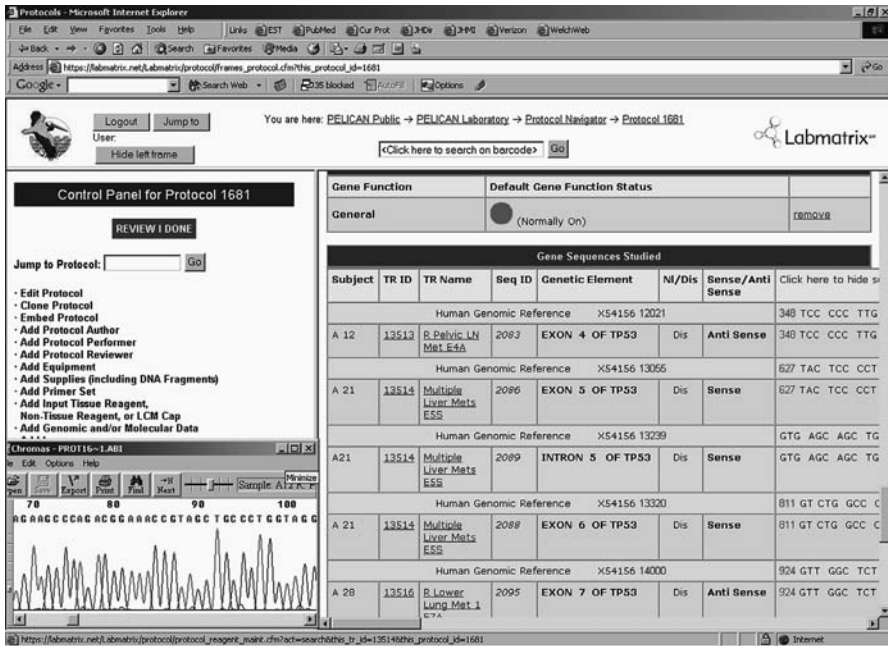 Protocols - Microsoft Internet Explorer
File Edit View Favorites Tools Help Links EST PubMed Cur Prot JHDir JHMI Verizon WelchWeb
Back Search Favorites Media
Address https://labmatrix.net/Labmatrix/protocol/frames_protocol.cfm?this_protocol_id=1681 Go
Google Search Web 535 blocked AutoFill Options
Logout Jump to
User:
Hide left frame
You are here: PELICAN Public → PELICAN Laboratory → Protocol Navigator → Protocol 1681
<Click here to search on barcode> Go
Labmatrix
Control Panel for Protocol 1681
REVIEW I DONE
Jump to Protocol: Go
· Edit Protocol
· Clone Protocol
· Embed Protocol
· Add Protocol Author
· Add Protocol Performer
· Add Protocol Reviewer
· Add Equipment
· Add Supplies (including DNA Fragments)
· Add Primer Set
· Add Input Tissue Reagent,
Non-Tissue Reagent, or LCM Cap
· Add Genomic and/or Molecular Data
Chromas - PROT16~1.ABI
Edit Options Help
Save Export Print Find Next Sample: Minimize
70 80 90 100
AGAAGCCCCAGACGGAAACCGTAGCTGCCCTGGTAGG
Gene Function Default Gene Function Status
General (Normally On) remove
Gene Sequences Studied
Subject TR ID TR Name Seq ID Genetic Element Nl/Dis Sense/Anti Sense Click here to hide
Human Genomic Reference X54156 12021 348 TCC CCC TTG
A 12 13513 R Pelvic LN Met E4A 2083 EXON 4 OF TP53 Dis Anti Sense 348 TCC CCC TTG
Human Genomic Reference X54156 13055 627 TAC TCC CCT
A 21 13514 Multiple Liver Mets E5S 2086 EXON 5 OF TP53 Dis Sense 627 TAC TCC CCT
Human Genomic Reference X54156 13239 GTG AGC AGC TG
A21 13514 Multiple Liver Mets E5S 2089 INTRON 5 OF TP53 Dis Sense GTG AGC AGC TG
Human Genomic Reference X54156 13320 811 GT CTG GCC C
A 21 13514 Multiple Liver Mets E5S 2088 EXON 6 OF TP53 Dis Sense 811 GT CTG GCC C
Human Genomic Reference X54156 14000 924 GTT GGC TCT
A 28 13516 R Lower Lung Met 1 2095 EXON 7 OF TP53 Dis Anti Sense 924 GTT GGC TCT
https://labmatrix.net/Labmatrix/protocol/protocol_reagent_maint.cfm?act=search&this_tr_id=13514&this_protocol_id=1681 Internet